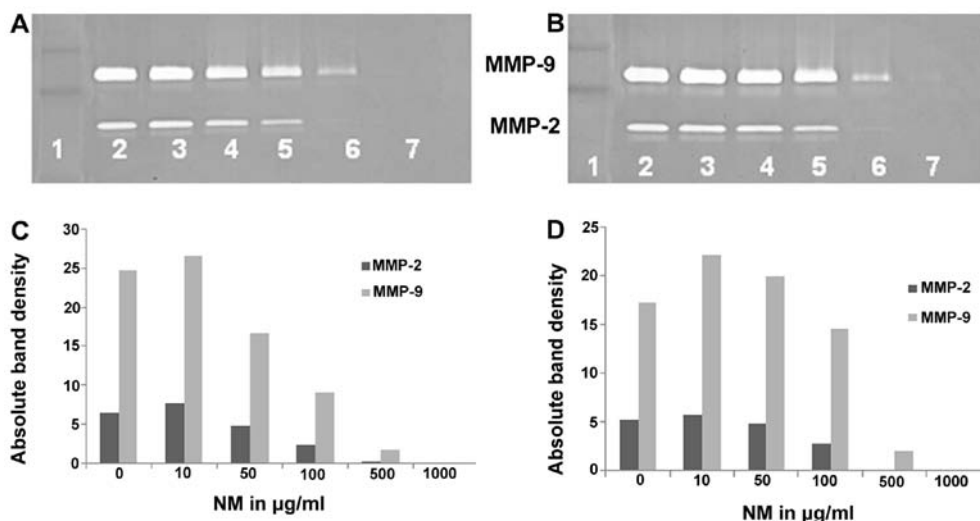 A
1 2 3 4 5 6 7
B
MMP-9
MMP-2
1 2 3 4 5 6 7
C
Absolute band density
30
25
20
15
10
5
0
MMP-2
MMP-9
0 10 50 100 500 1000
NM in µg/ml
D
Absolute band density
25
20
15
10
5
0
MMP-2
MMP-9
0 10 50 100 500 1000
NM in µg/ml